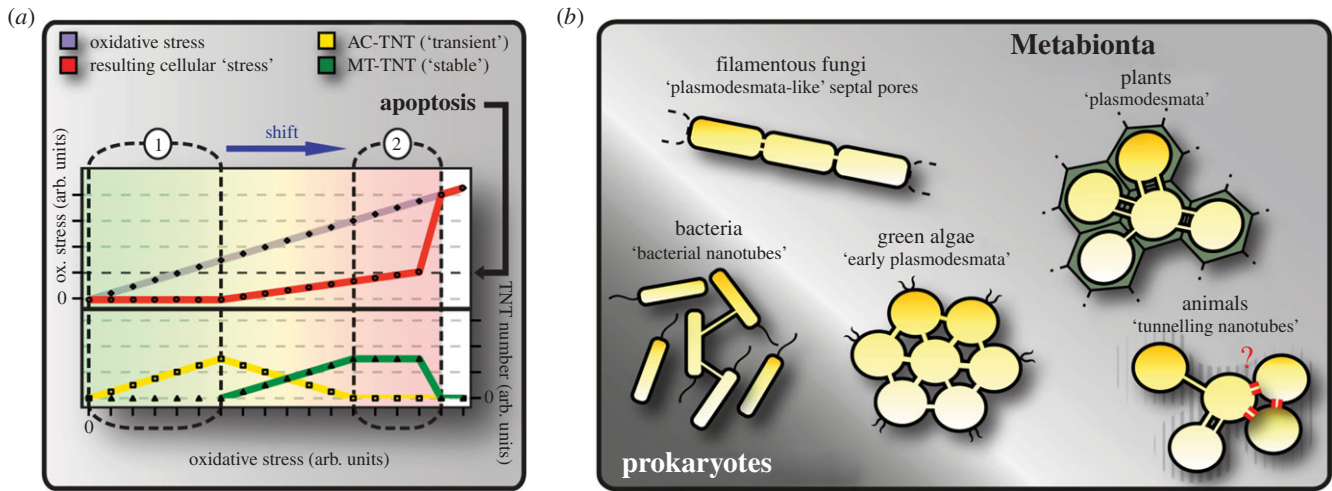 (a)
oxidative stress
resulting cellular ‘stress’
AC-TNT (‘transient’)
MT-TNT (‘stable’)
apoptosis
1
shift
2
ox. stress (arb. units)
0
TNT number (arb. units)
0
0
oxidative stress (arb. units)
(b)
Metabionta
filamentous fungi
‘plasmodesmata-like’ septal pores
plants
‘plasmodesmata’
bacteria
‘bacterial nanotubes’
green algae
‘early plasmodesmata’
animals
‘tunnelling nanotubes’
?
prokaryotes